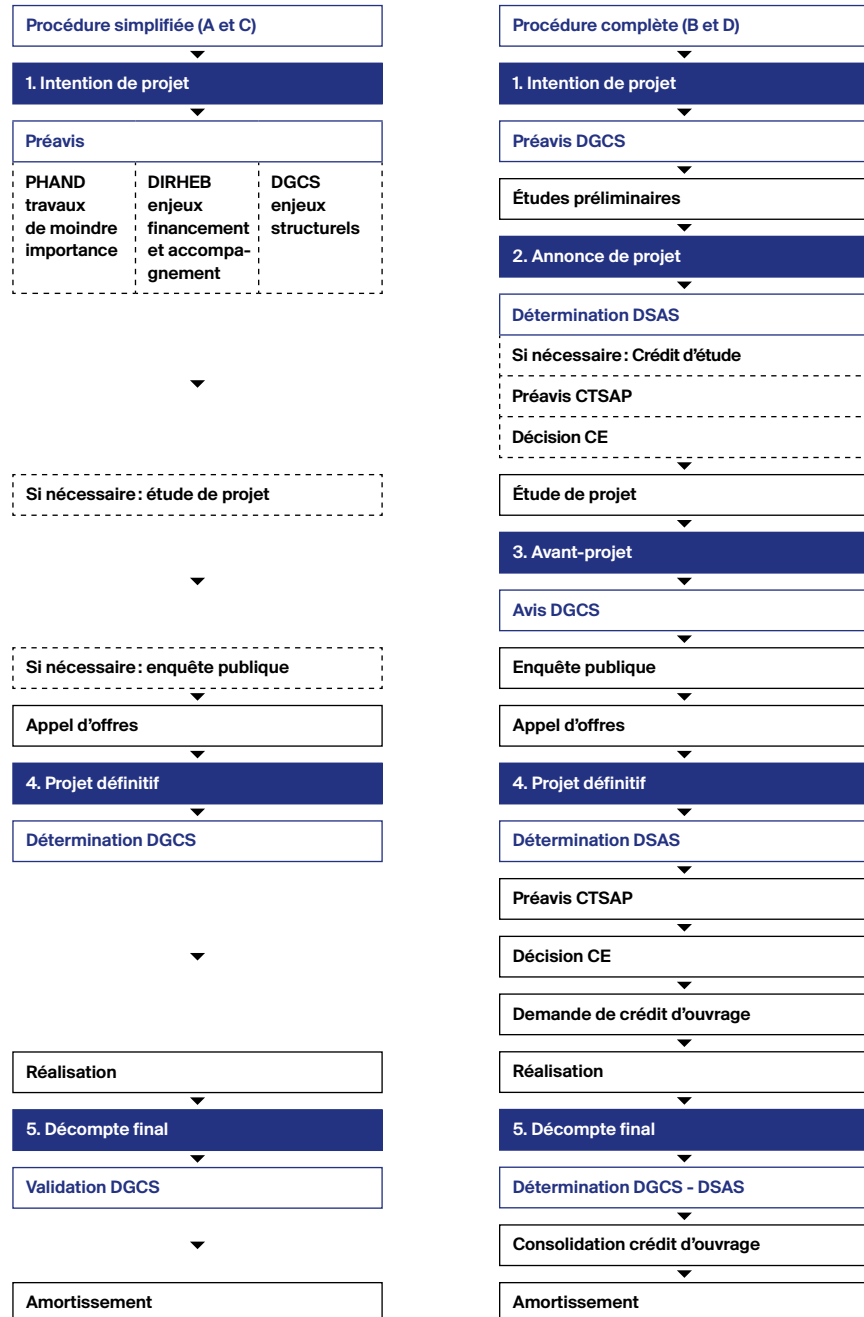 Procédure simplifiée (A et C)
1. Intention de projet
Préavis
PHAND
travaux
de moindre
importance
DIRHEB
enjeux
financement
et accompa-
gnement
DGCS
enjeux
structurels
Si nécessaire : étude de projet
Si nécessaire : enquête publique
Appel d’offres
4. Projet définitif
Détermination DGCS
Réalisation
5. Décompte final
Validation DGCS
Amortissement
Procédure complète (B et D)
1. Intention de projet
Préavis DGCS
Études préliminaires
2. Annonce de projet
Détermination DSAS
Si nécessaire : Crédit d’étude
Préavis CTSAP
Décision CE
Étude de projet
3. Avant-projet
Avis DGCS
Enquête publique
Appel d’offres
4. Projet définitif
Détermination DSAS
Préavis CTSAP
Décision CE
Demande de crédit d’ouvrage
Réalisation
5. Décompte final
Détermination DGCS - DSAS
Consolidation crédit d’ouvrage
Amortissement